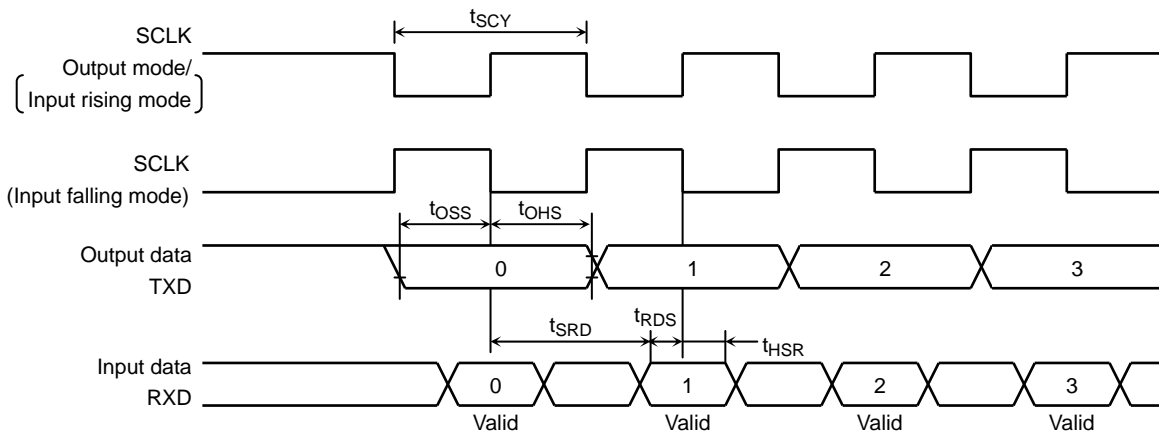 tSCY
SCLK
Output mode/
Input rising mode
SCLK
(Input falling mode)
tOSS
tOHS
Output data
TXD
0
1
2
3
tSRD
tRDS
tHSR
Input data
RXD
0
1
2
3
Valid
Valid
Valid
Valid